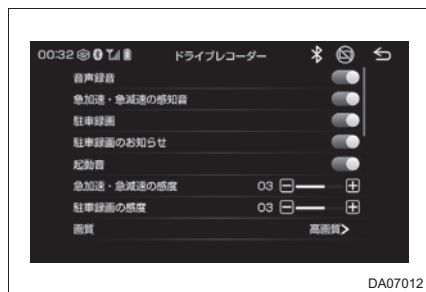 00:32 ドライブレコーダー
音声録音
急加速・急減速の感知音
駐車録画
駐車録画のお知らせ
起動音
急加速・急減速の感度 03
駐車録画の感度 03
画質 高画質>
DA07012